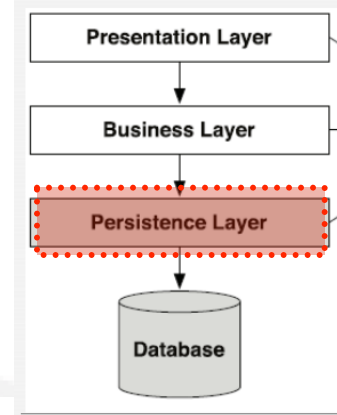 Presentation Layer
Business Layer
Persistence Layer
Database